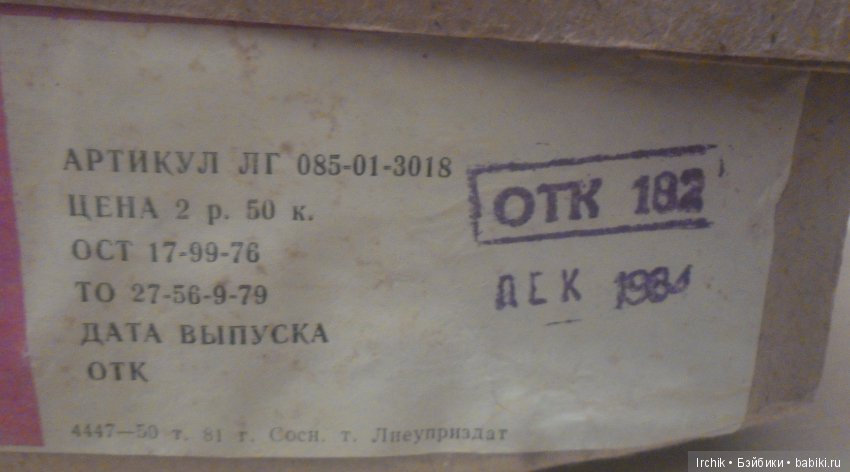 АРТИКУЛ ЛГ 085-01-3018
ЦЕНА 2 р. 50 к.
ОСТ 17-99-76
ТО 27-56-9-79
ДАТА ВЫПУСКА
ОТК
ОТК 182
ДЕК
4447—50 т. 81 г. Сосн. т.
Irchik • Бэйбики • babiki.ru